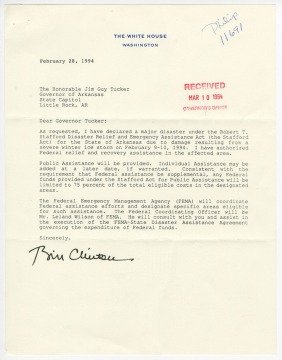 THE WHITE HOUSE
WASHINGTON
Philip
February 28, 1994
RECEIVED
MAR 10 1994
GOVERNOR'S OFFICE
The Honorable Jim Guy Tucker
Governor of Arkansas
State Capitol
Little Rock, AR
Dear Governor Tucker:
As requested, I have declared a major disaster under the Robert T.
Stafford Disaster Relief and Emergency Assistance Act (the Stafford
Act) for the State of Arkansas due to damage resulting from a
severe winter ice storm on February 9-10, 1994. I have authorized
Federal relief and recovery assistance in the affected area.
Public Assistance will be provided. Individual Assistance may be
added at a later date, if warranted. Consistent with the
requirement that Federal assistance be supplemental, any Federal
funds provided under the Stafford Act for Public Assistance will be
limited to 75 percent of the total eligible costs in the designated
areas.
The Federal Emergency Management Agency (FEMA) will coordinate
Federal assistance efforts and designate specific areas eligible
for such assistance. The Federal Coordinating Officer will be
Mr. Leland Wilson of FEMA. He will consult with you and assist
in the execution of the FEMA-State Disaster Assistance Agreement
governing the expenditure of Federal funds.
Sincerely,
Bill Clinton